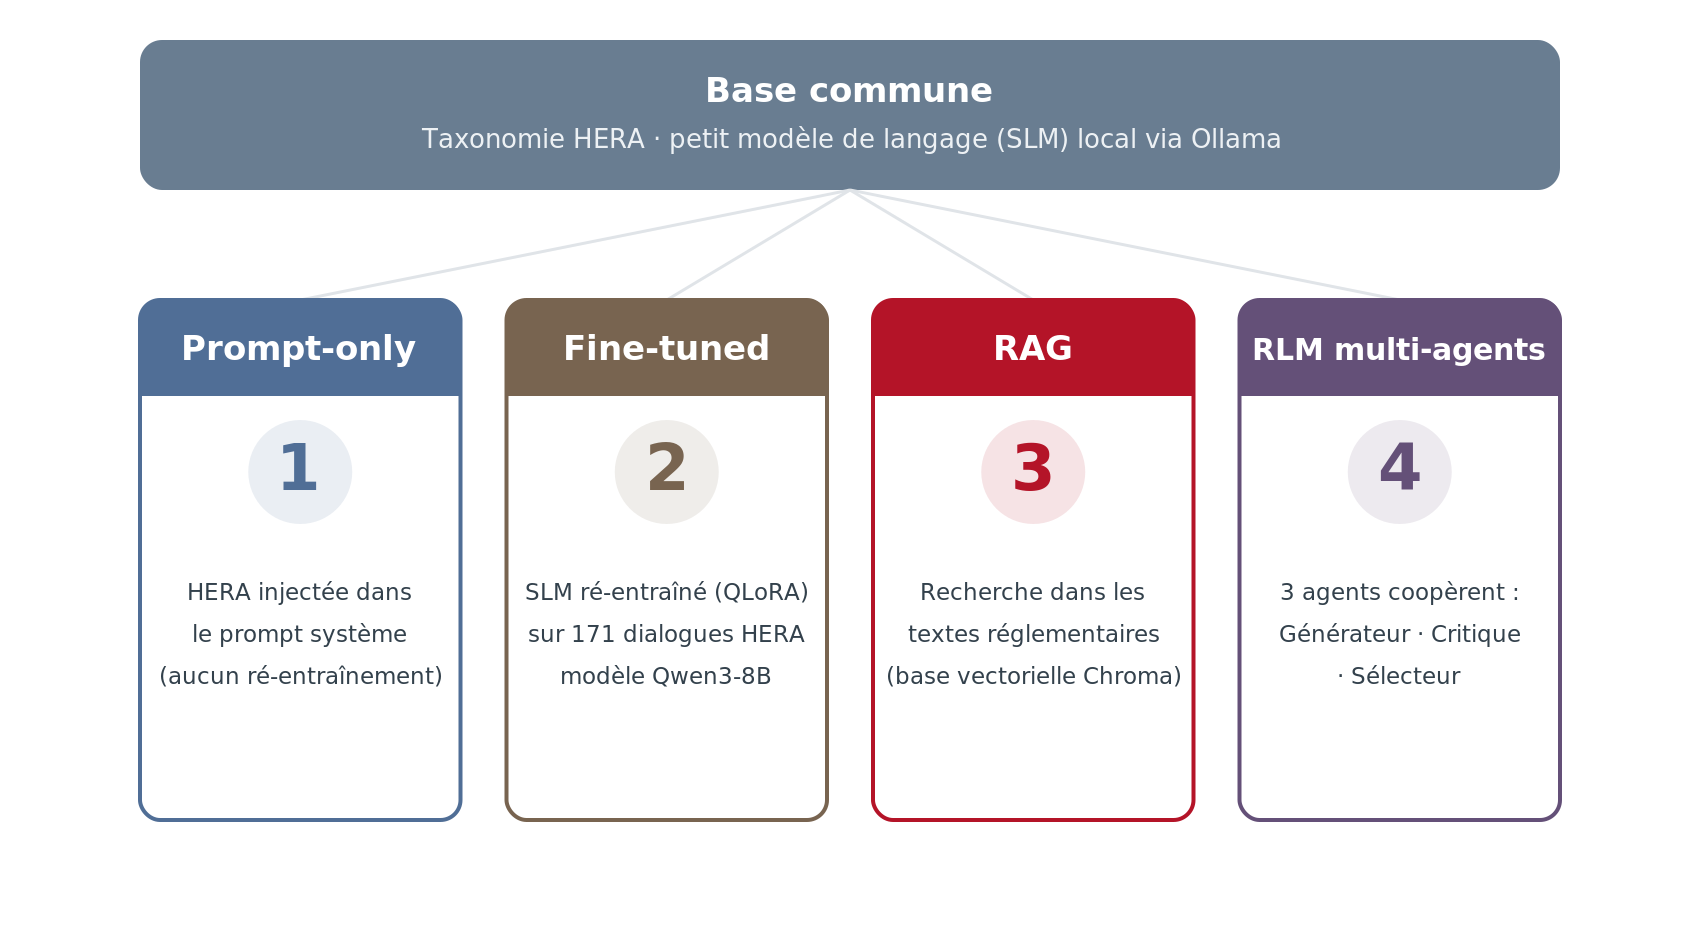 Base commune
Taxonomie HERA · petit modèle de langage (SLM) local via Ollama
Prompt-only
1
HERA injectée dans
le prompt système
(aucun ré-entraînement)
Fine-tuned
2
SLM ré-entraîné (QLoRA)
sur 171 dialogues HERA
modèle Qwen3-8B
RAG
3
Recherche dans les
textes réglementaires
(base vectorielle Chroma)
RLM multi-agents
4
3 agents coopèrent :
Générateur · Critique
· Sélecteur